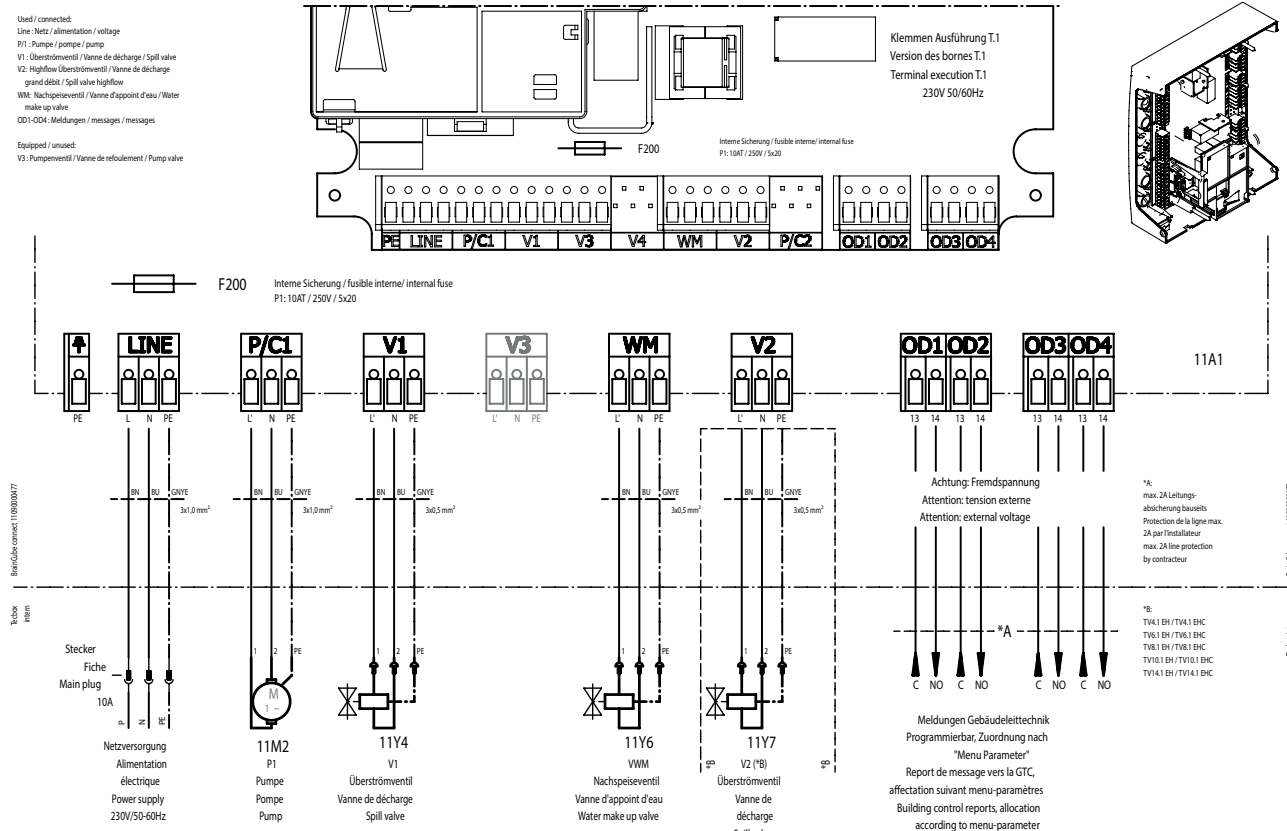 Used / connected:
Line : Netz / alimentation / voltage
P/1 : Pumpe / pompe / pump
V1 : Überströmventil / Vanne de décharge / Spill valve
V2: Highflow Überströmventil / Vanne de décharge
grand débit / Spill valve highflow
WM: Nachspeiseventil / Vanne d'appoint d'eau / Water
make up valve
OD1-OD4 : Meldungen / messages / messages
Equipped / unused:
V3 : Pumpenventil / Vanne de refoulement / Pump valve
Klemmen Ausführung T.1
Version des bornes T.1
Terminal execution T.1
230V 50/60Hz
F200
Interne Sicherung / fusible interne/ internal fuse
P1: 10AT / 250V / 5x20
PE LINE P/C1 V1 V3 V4 WM V2 P/C2 OD1 OD2 OD3 OD4
F200
Interne Sicherung / fusible interne/ internal fuse
P1: 10AT / 250V / 5x20
LINE P/C1 V1 V3 WM V2 OD1 OD2 OD3 OD4
11A1
PE L N PE L' N PE L' N PE L' N PE L' N PE L' N PE 13 14 13 14 13 14 13 14
BN BU GNYE BN BU GNYE BN BU GNYE BN BU GNYE BN BU GNYE
3x1,0 mm² 3x1,0 mm² 3x0,5 mm² 3x0,5 mm² 3x0,5 mm²
Achtung: Fremdspannung
Attention: tension externe
Attention: external voltage
*A:
max. 2A Leitungs-
absicherung bauseits
Protection de la ligne max.
2A par l'installateur
max. 2A line protection
by contracteur
BrainCube connect 11090000477
Tecbox
intern
*B:
TV4.1 EH / TV4.1 EHC
TV6.1 EH / TV6.1 EHC
TV8.1 EH / TV8.1 EHC
TV10.1 EH / TV10.1 EHC
TV14.1 EH / TV14.1 EHC
*A
Stecker
Fiche
Main plug
10A
1 2 PE 1 2 PE 1 2 PE 1 2 PE
M
1 ~
C NO C NO C NO C NO
P N PE
Netzversorgung
Alimentation
électrique
Power supply
230V/50-60Hz
11M2
P1
Pumpe
Pompe
Pump
11Y4
V1
Überströmventil
Vanne de décharge
Spill valve
11Y6
VWM
Nachspeiseventil
Vanne d'appoint d'eau
Water make up valve
*B
*B
11Y7
V2 (*B)
Überströmventil
Vanne de
décharge
Meldungen Gebäudeleittechnik
Programmierbar, Zuordnung nach
"Menu Parameter"
Report de message vers la GTC,
affectation suivant menu-paramètres
Building control reports, allocation
according to menu-parameter